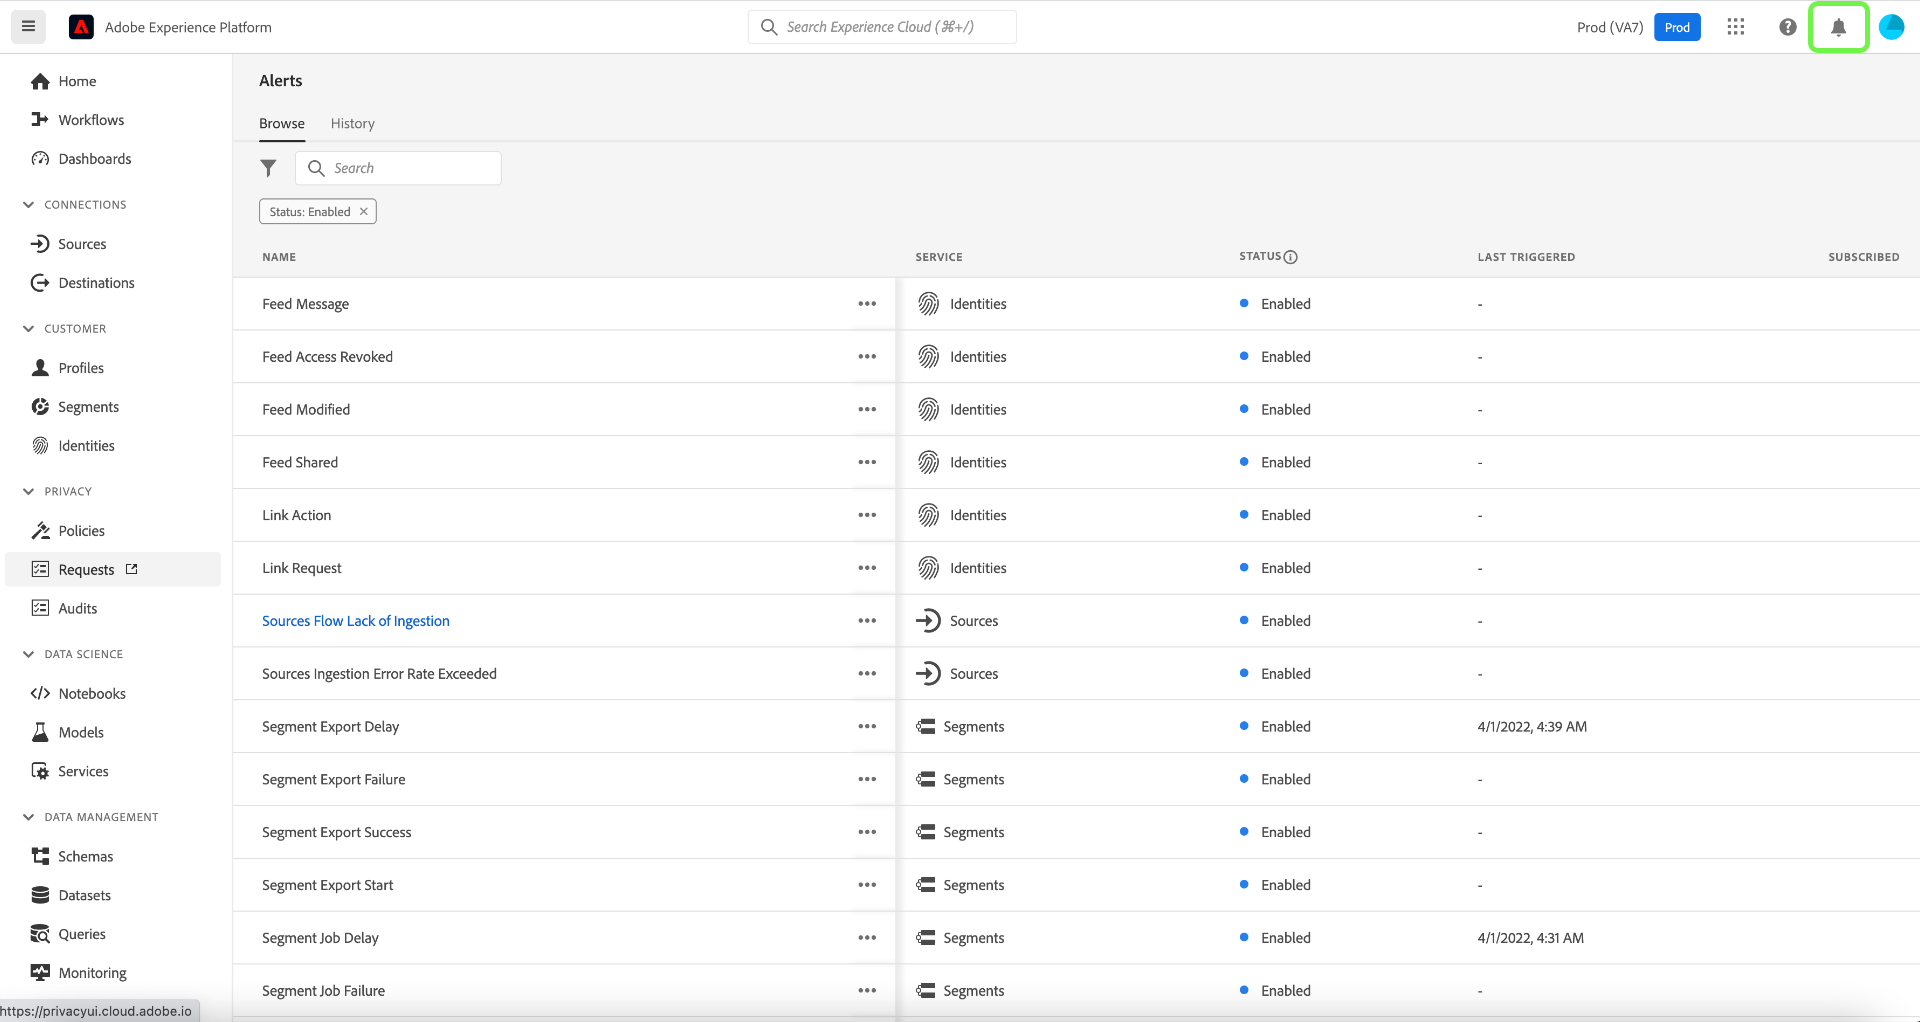 Adobe Experience Platform
Search Experience Cloud (⌘+/)
Prod (VA7)
Prod
Home
Workflows
Dashboards
CONNECTIONS
Sources
Destinations
CUSTOMER
Profiles
Segments
Identities
PRIVACY
Policies
Requests
Audits
DATA SCIENCE
Notebooks
Models
Services
DATA MANAGEMENT
Schemas
Datasets
Queries
Monitoring
https://privacyui.cloud.adobe.io
Alerts
Browse History
Search
Status: Enabled ×
NAME SERVICE STATUS LAST TRIGGERED SUBSCRIBED
Feed Message ••• Identities Enabled -
Feed Access Revoked ••• Identities Enabled -
Feed Modified ••• Identities Enabled -
Feed Shared ••• Identities Enabled -
Link Action ••• Identities Enabled -
Link Request ••• Identities Enabled -
Sources Flow Lack of Ingestion ••• Sources Enabled -
Sources Ingestion Error Rate Exceeded ••• Sources Enabled -
Segment Export Delay ••• Segments Enabled 4/1/2022, 4:39 AM
Segment Export Failure ••• Segments Enabled -
Segment Export Success ••• Segments Enabled -
Segment Export Start ••• Segments Enabled -
Segment Job Delay ••• Segments Enabled 4/1/2022, 4:31 AM
Segment Job Failure ••• Segments Enabled -